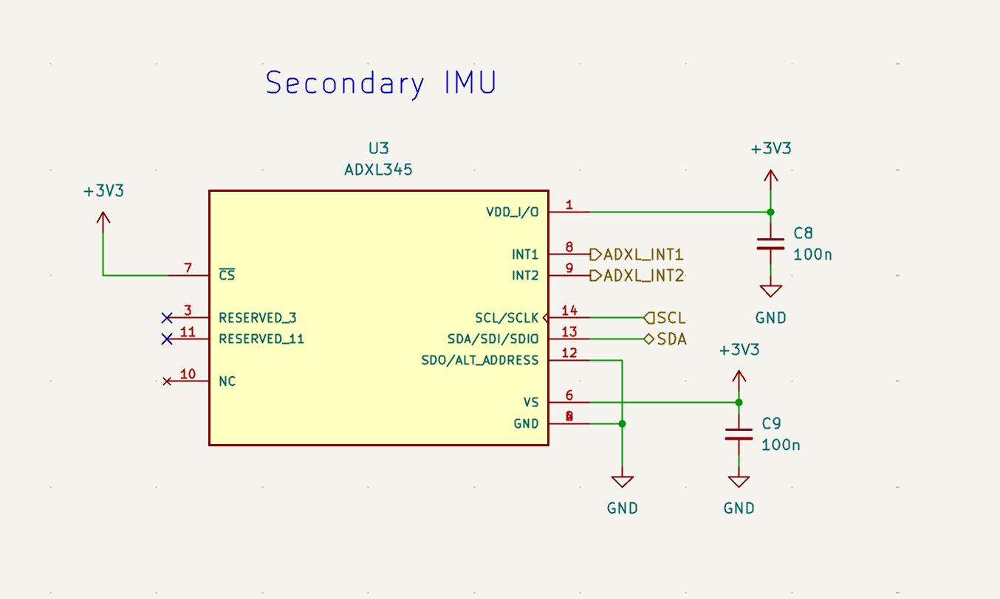 Secondary IMU
U3
ADXL345
+3V3
+3V3
VDD_I/O
1
C8
100n
INT1
8
ADXL_INT1
INT2
9
ADXL_INT2
7
CS
GND
3
RESERVED_3
SCL/SCLK
14
SCL
11
RESERVED_11
SDA/SDI/SDIO
13
SDA
+3V3
SDO/ALT_ADDRESS
12
10
NC
VS
6
GND
C9
100n
GND
GND